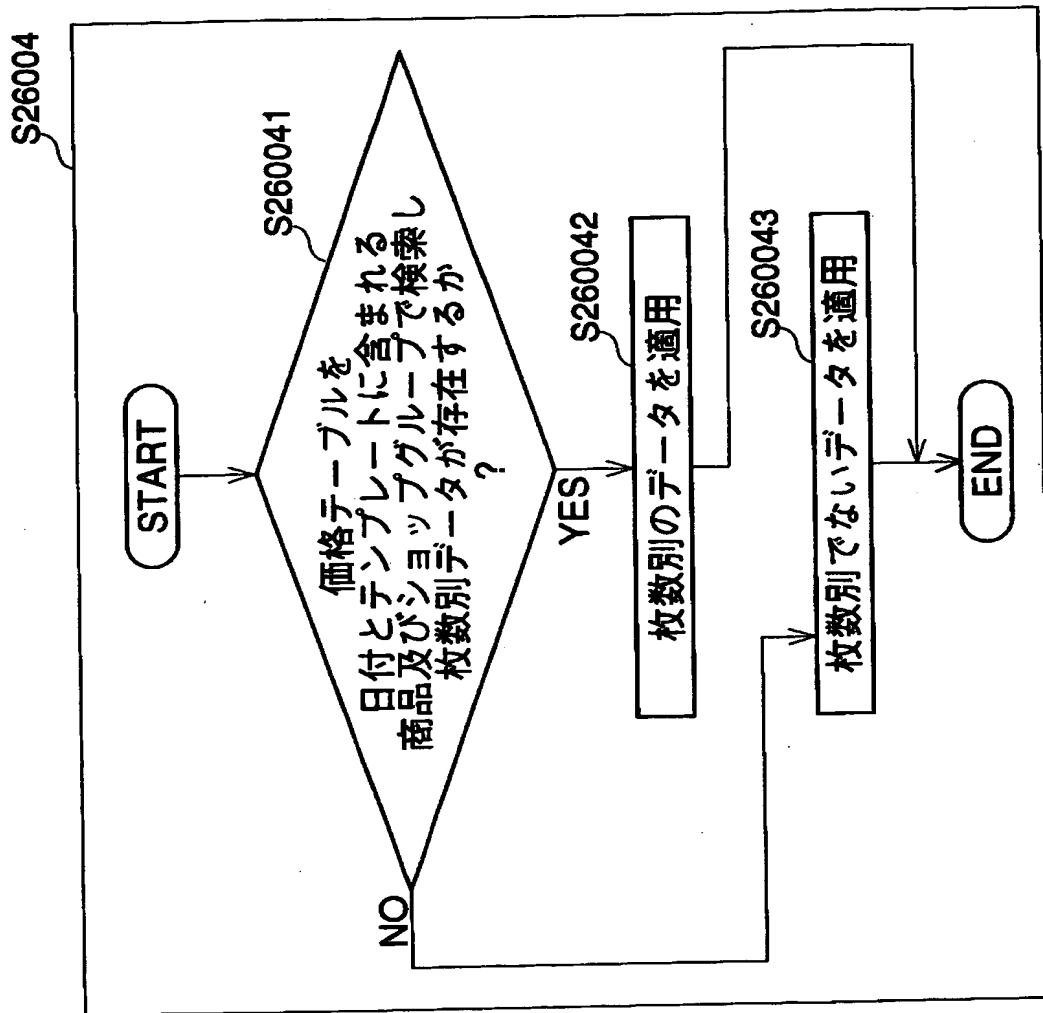 S26004
START
S260041
価格テーブルを
日付とテンプレートに含まれる
商品及びショップグループで検索し
枚数別データが存在するか
?
NO
YES
S260042
枚数別のデータを適用
S260043
枚数別でないデータを適用
END